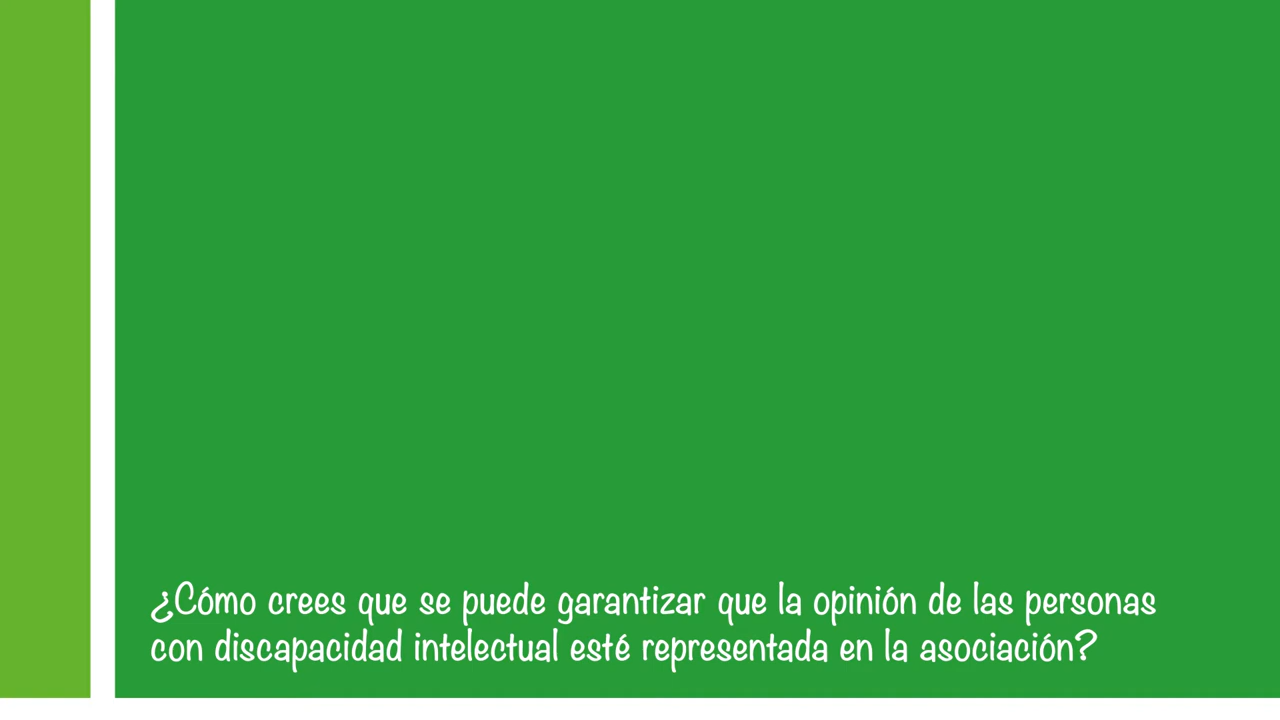 ¿Cómo crees que se puede garantizar que la opinión de las personas
con discapacidad intelectual esté representada en la asociación?